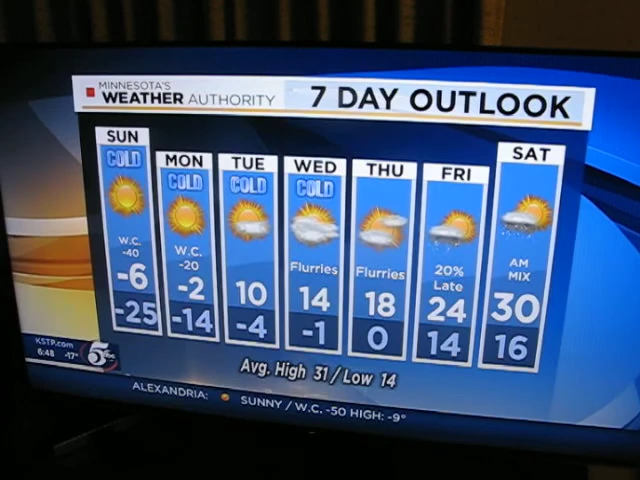 MINNESOTA'S
WEATHER AUTHORITY
7 DAY OUTLOOK
SUN
COLD
W.C.
-40
-6
-25
MON
COLD
W.C.
-20
-2
-14
TUE
COLD
10
-4
WED
COLD
Flurries
14
-1
THU
Flurries
18
0
FRI
20%
Late
24
14
SAT
AM
MIX
30
16
Avg. High 31 / Low 14
KSTP.com
6:48 -17°
5 abc
ALEXANDRIA: SUNNY / W.C. -50 HIGH: -9°